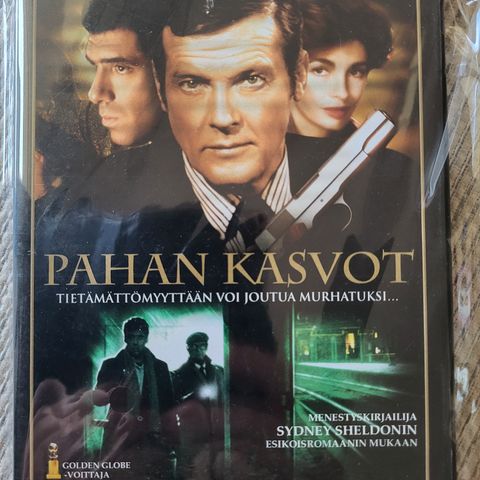 PAHAN KASVOT
TIETÄMÄTTÖMYYTTÄÄN VOI JOUTUA MURHATUKSI...
MENESTYSKIRJAILIJA
SYDNEY SHELDONIN
ESIKOISROMAANIN MUKAAN
GOLDEN GLOBE
-VOITTAJA